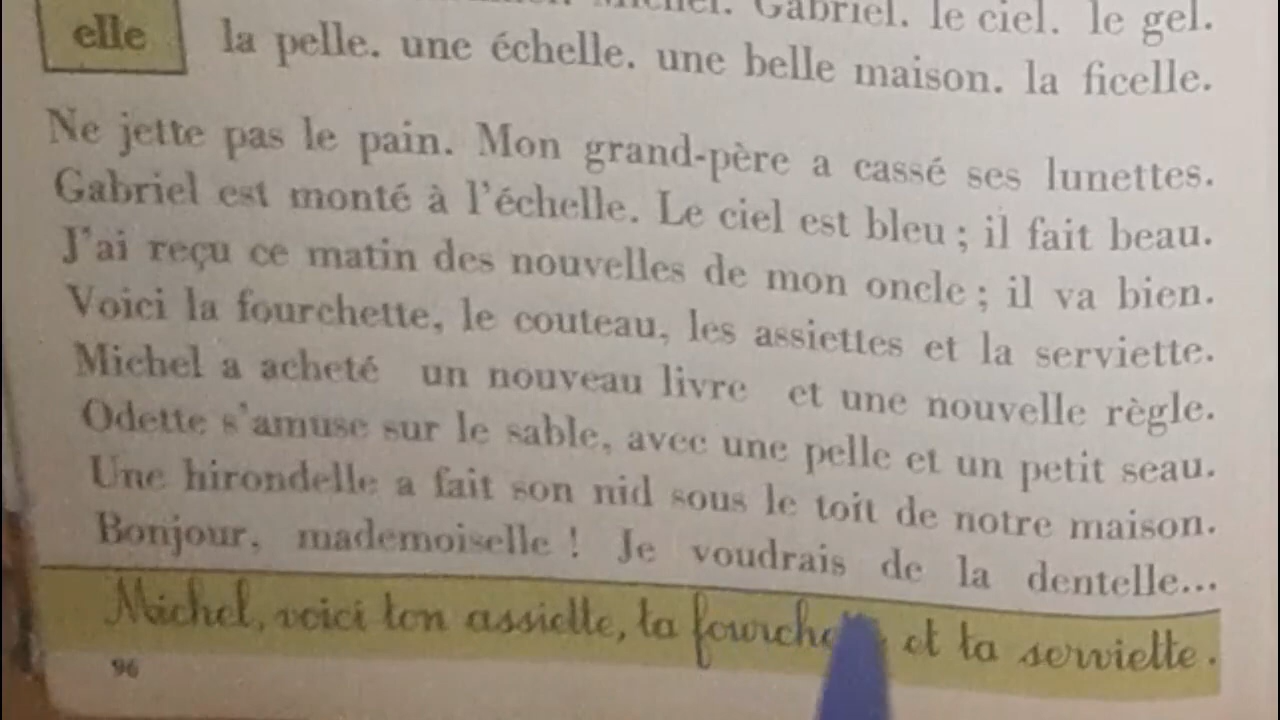 Michel. Gabriel. le ciel. le gel.
elle la pelle. une échelle. une belle maison. la ficelle.
Ne jette pas le pain. Mon grand-père a cassé ses lunettes.
Gabriel est monté à l'échelle. Le ciel est bleu ; il fait beau.
J'ai reçu ce matin des nouvelles de mon oncle ; il va bien.
Voici la fourchette, le couteau, les assiettes et la serviette.
Michel a acheté un nouveau livre et une nouvelle règle.
Odette s'amuse sur le sable, avec une pelle et un petit seau.
Une hirondelle a fait son nid sous le toit de notre maison.
Bonjour, mademoiselle ! Je voudrais de la dentelle...
Michel, voici ton assiette, ta et ta serviette.
96